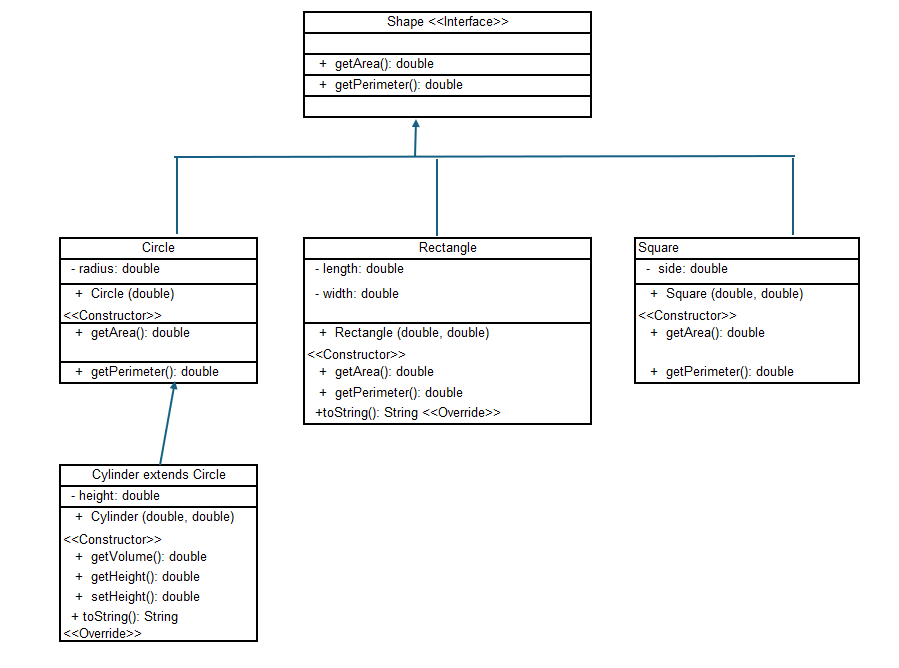 Shape <<Interface>>
+ getArea(): double
+ getPerimeter(): double
Circle
- radius: double
+ Circle (double)
<<Constructor>>
+ getArea(): double
+ getPerimeter(): double
Rectangle
- length: double
- width: double
+ Rectangle (double, double)
<<Constructor>>
+ getArea(): double
+ getPerimeter(): double
+toString(): String <<Override>>
Square
- side: double
+ Square (double, double)
<<Constructor>>
+ getArea(): double
+ getPerimeter(): double
Cylinder extends Circle
- height: double
+ Cylinder (double, double)
<<Constructor>>
+ getVolume(): double
+ getHeight(): double
+ setHeight(): double
+ toString(): String
<<Override>>